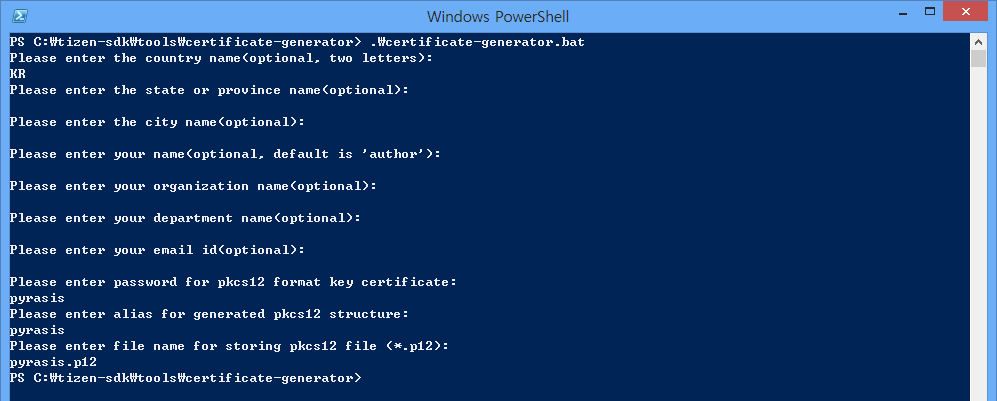 Windows PowerShell
PS C:₩tizen-sdk₩tools₩certificate-generator> .₩certificate-generator.bat
Please enter the country name(optional, two letters):
KR
Please enter the state or province name(optional):
Please enter the city name(optional):
Please enter your name(optional, default is 'author'):
Please enter your organization name(optional):
Please enter your department name(optional):
Please enter your email id(optional):
Please enter password for pkcs12 format key certificate:
pyrasis
Please enter alias for generated pkcs12 structure:
pyrasis
Please enter file name for storing pkcs12 file (*.p12):
pyrasis.p12
PS C:₩tizen-sdk₩tools₩certificate-generator>